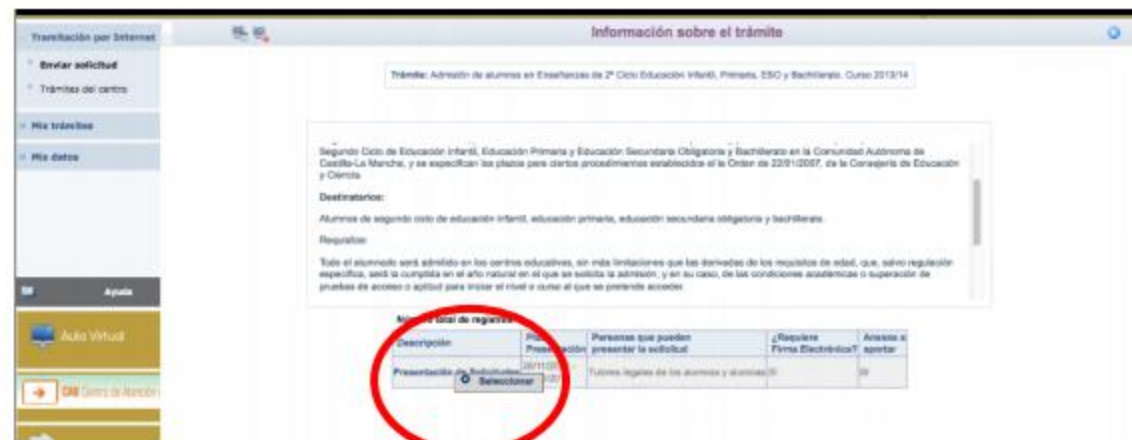 Tramitación por Internet
Información sobre el trámite
Enviar solicitud
Trámites del centro
Mis trámites
Mis datos
Trámite: Admisión de alumnos en Enseñanzas de 2º Ciclo Educación Infantil, Primaria, ESO y Bachillerato. Curso 2013/14
Segundo Ciclo de Educación Infantil, Educación Primaria y Educación Secundaria Obligatoria y Bachillerato en la Comunidad Autónoma de
Castilla-La Mancha, y se especifican los plazos para ciertos procedimientos establecidos el la Orden de 22/01/2007, de la Consejería de Educación
y Ciencia.
Destinatarios:
Alumnos de segundo ciclo de educación infantil, educación primaria, educación secundaria obligatoria y bachillerato.
Requisitos:
Todo el alumnado será admitido en los centros educativos, sin más limitaciones que las derivadas de los requisitos de edad, que, salvo regulación
específica, será la cumplida en el año natural en el que se solicita la admisión, y en su caso, de las condiciones académicas o superación de
pruebas de acceso o aptitud para iniciar el nivel o curso al que se pretende acceder.
Ayuda
Aula Virtual
CAU Centro de Atención
total de registros
Descripción
Presentación
Personas que pueden presentar la solicitud
¿Requiere Firma Electrónica?
Anexos a aportar
Presentación de Solicitudes
Tutores legales de los alumnos y alumnas
Seleccionar